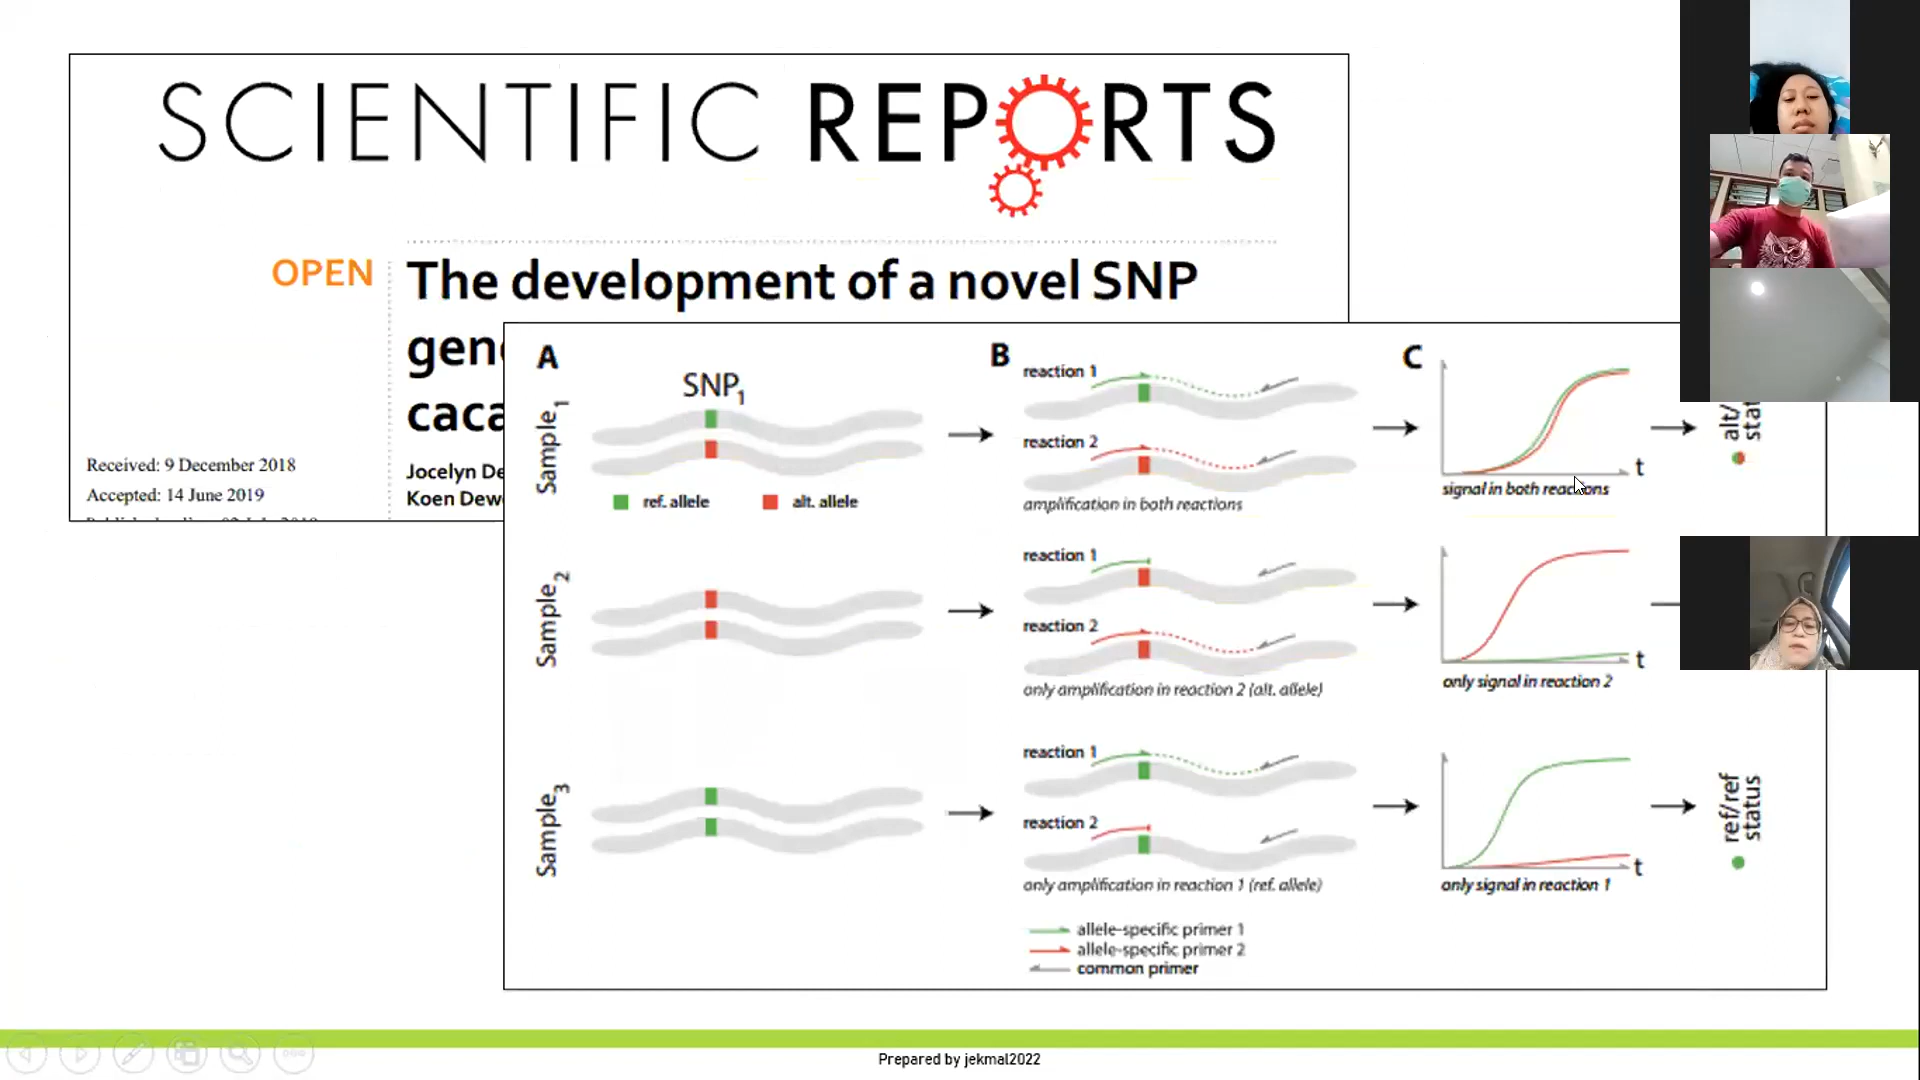 SCIENTIFIC REPORTS
OPEN
The development of a novel SNP
gen
caca
Received: 9 December 2018
Accepted: 14 June 2019
Jocelyn De
Koen Dew
A
SNP1
Sample1
ref. allele
alt. allele
Sample2
Sample3
B
reaction 1
reaction 2
amplification in both reactions
reaction 1
reaction 2
only amplification in reaction 2 (alt. allele)
reaction 1
reaction 2
only amplification in reaction 1 (ref. allele)
allele-specific primer 1
allele-specific primer 2
common primer
C
t
signal in both reactions
t
only signal in reaction 2
t
only signal in reaction 1
alt/
stat
ref/ref
status
Prepared by jekmal2022